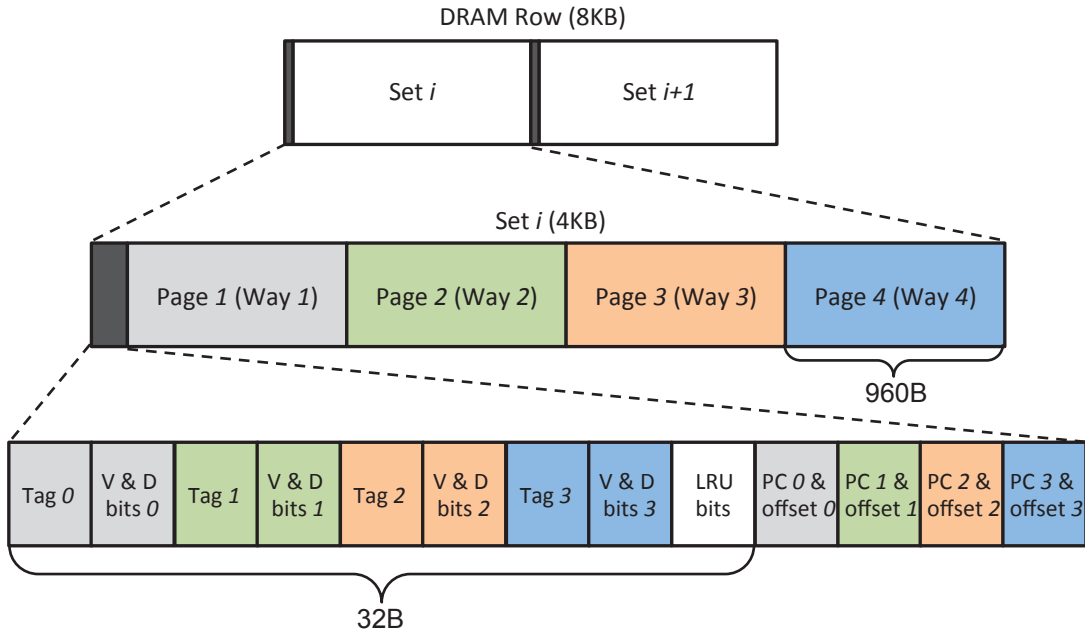 DRAM Row (8KB)
Set i
Set i+1
Set i (4KB)
Page 1 (Way 1)
Page 2 (Way 2)
Page 3 (Way 3)
Page 4 (Way 4)
960B
Tag 0
V & D
bits 0
Tag 1
V & D
bits 1
Tag 2
V & D
bits 2
Tag 3
V & D
bits 3
LRU
bits
PC 0 &
offset 0
PC 1 &
offset 1
PC 2 &
offset 2
PC 3 &
offset 3
32B